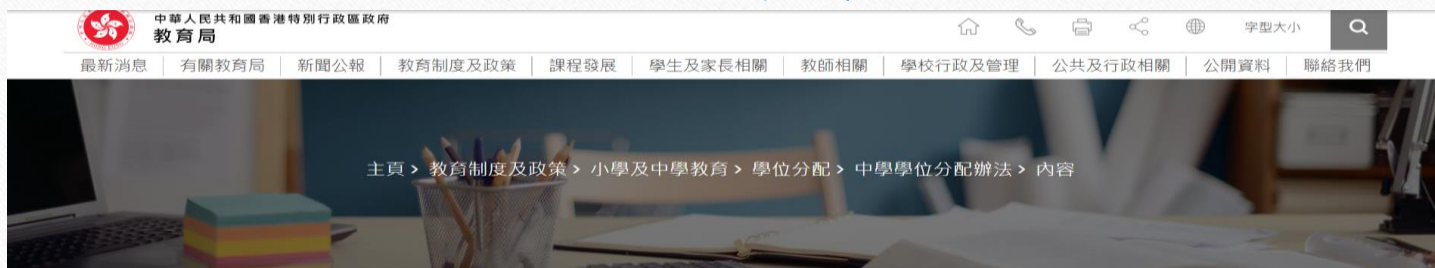 中華人民共和國香港特別行政區政府
教育局
字型大小
最新消息 有關教育局 新聞公報 教育制度及政策 課程發展 學生及家長相關 教師相關 學校行政及管理 公共及行政相關 公開資料 聯絡我們
主頁 > 教育制度及政策 > 小學及中學教育 > 學位分配 > 中學學位分配辦法 > 內容